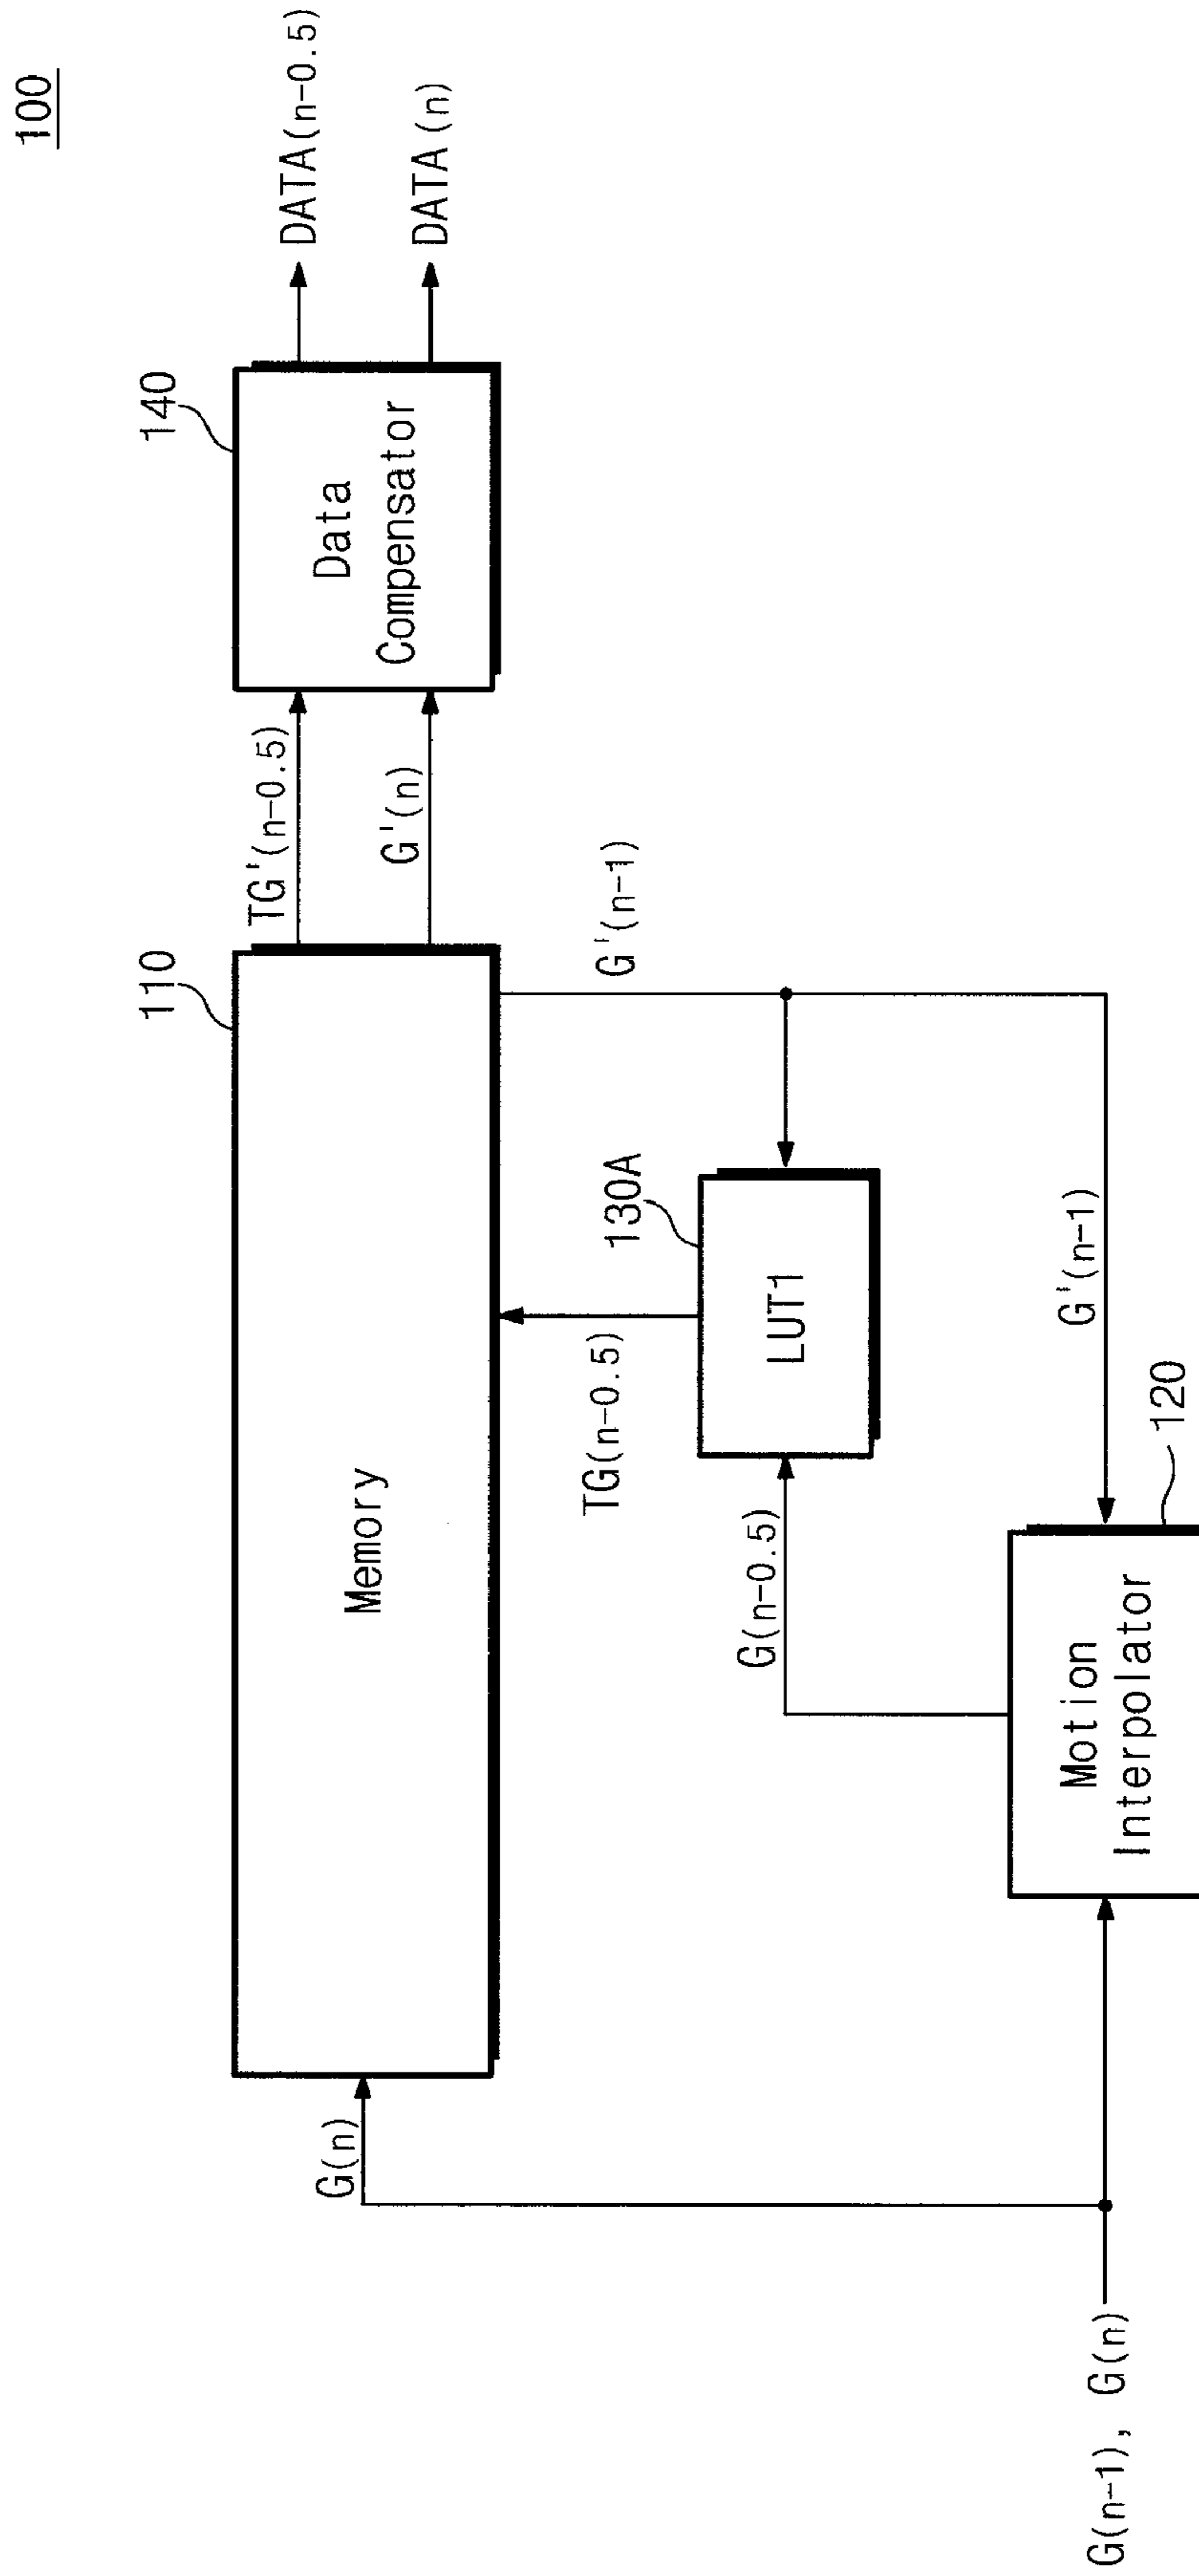 100
110
140
G(n)
Memory
TG'(n-0.5)
G'(n)
Data
Compensator
DATA(n-0.5)
DATA(n)
TG(n-0.5)
130A
G'(n-1)
G(n-0.5)
LUT1
G(n-1), G(n)
Motion
Interpolator
G'(n-1)
120